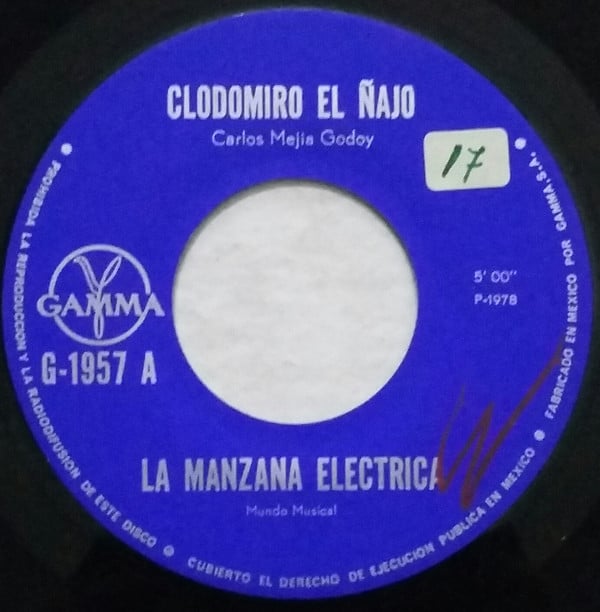 CLODOMIRO EL ÑAJO
Carlos Mejía Godoy
17
5' 00"
P-1978
GAMMA
G-1957 A
LA MANZANA ELECTRICA
Mundo Musical
PROHIBIDA LA REPRODUCCION Y LA RADIODIFUSION DE ESTE DISCO ● CUBIERTO EL DERECHO DE EJECUCION PUBLICA EN MEXICO ● FABRICADO EN MEXICO POR GAMMA, S.A. ●